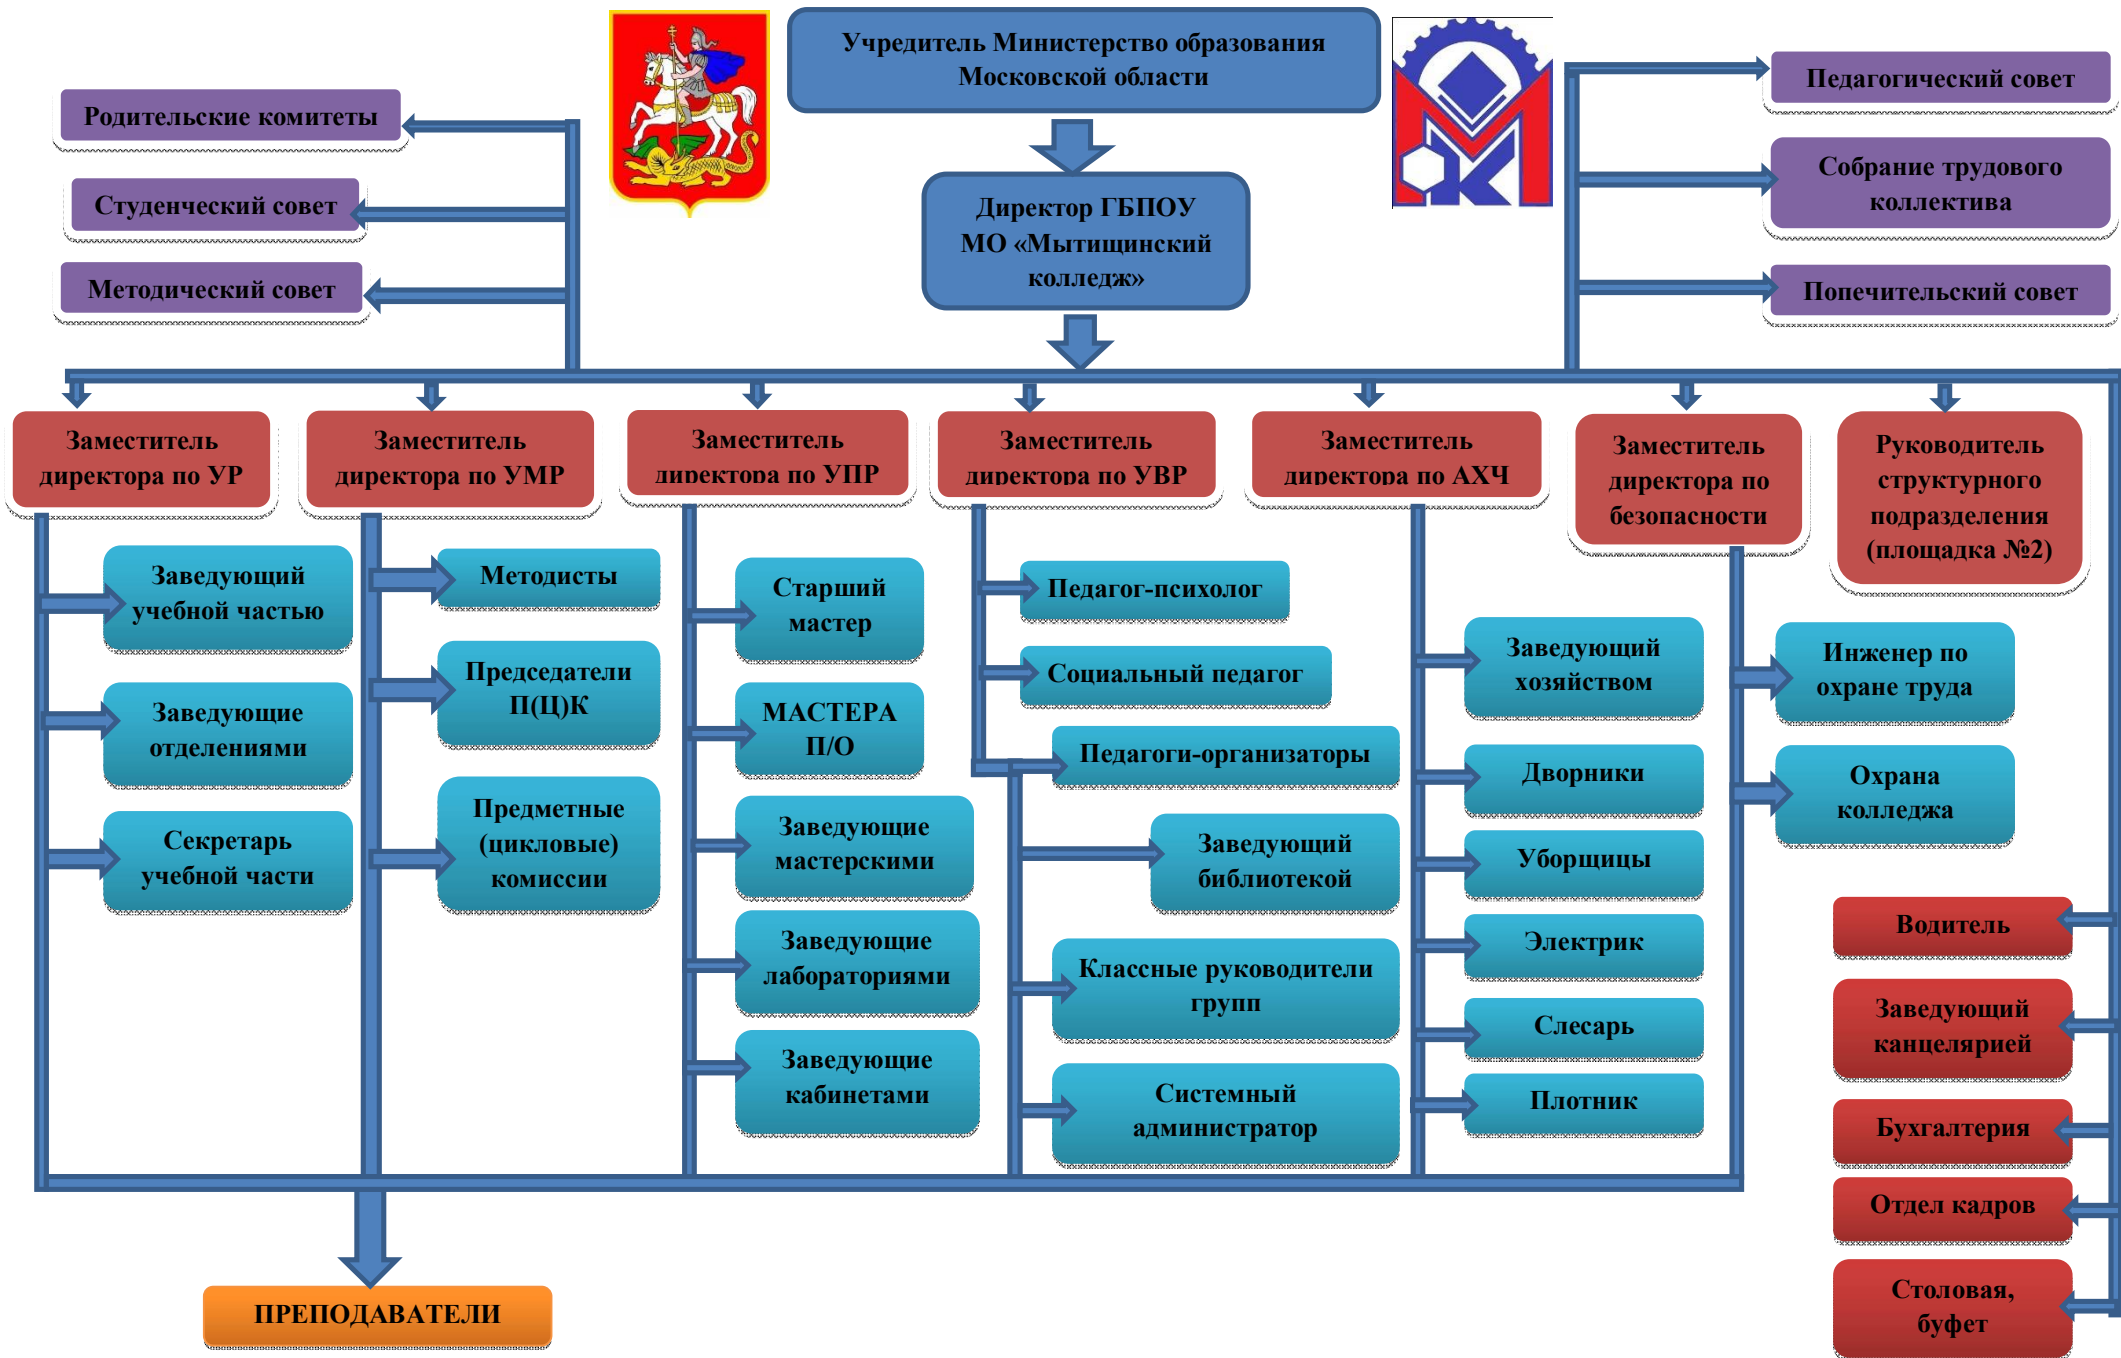 Учредитель Министерство образования
Московской области
Родительские комитеты
Студенческий совет
Методический совет
Директор ГБПОУ
МО «Мытищинский
колледж»
Педагогический совет
Собрание трудового
коллектива
Попечительский совет
Заместитель
директора по УР
Заместитель
директора по УМР
Заместитель
директора по УПР
Заместитель
директора по УВР
Заместитель
директора по АХЧ
Заместитель
директора по
безопасности
Руководитель
структурного
подразделения
(площадка №2)
Заведующий
учебной частью
Заведующие
отделениями
Секретарь
учебной части
Методисты
Председатели
П(Ц)К
Предметные
(цикловые)
комиссии
Старший
мастер
МАСТЕРА
П/О
Заведующие
мастерскими
Заведующие
лабораториями
Заведующие
кабинетами
Педагог-психолог
Социальный педагог
Педагоги-организаторы
Заведующий
библиотекой
Классные руководители
групп
Системный
администратор
Заведующий
хозяйством
Дворники
Уборщицы
Электрик
Слесарь
Плотник
Инженер по
охране труда
Охрана
колледжа
Водитель
Заведующий
канцелярией
Бухгалтерия
Отдел кадров
Столовая,
буфет
ПРЕПОДАВАТЕЛИ